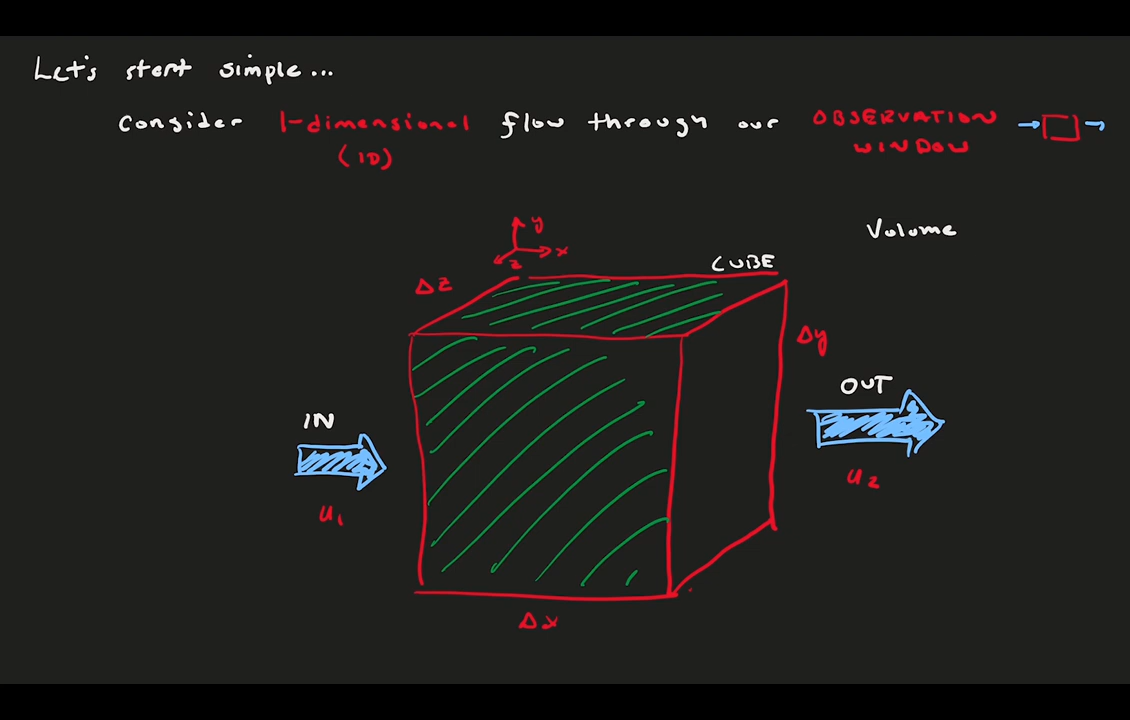 Let's start simple...
Consider 1-dimensional flow through our OBSERVATION
(1D)
WINDOW
Volume
y
x
z
CUBE
Δz
Δy
OUT
IN
u₂
u₁
Δx